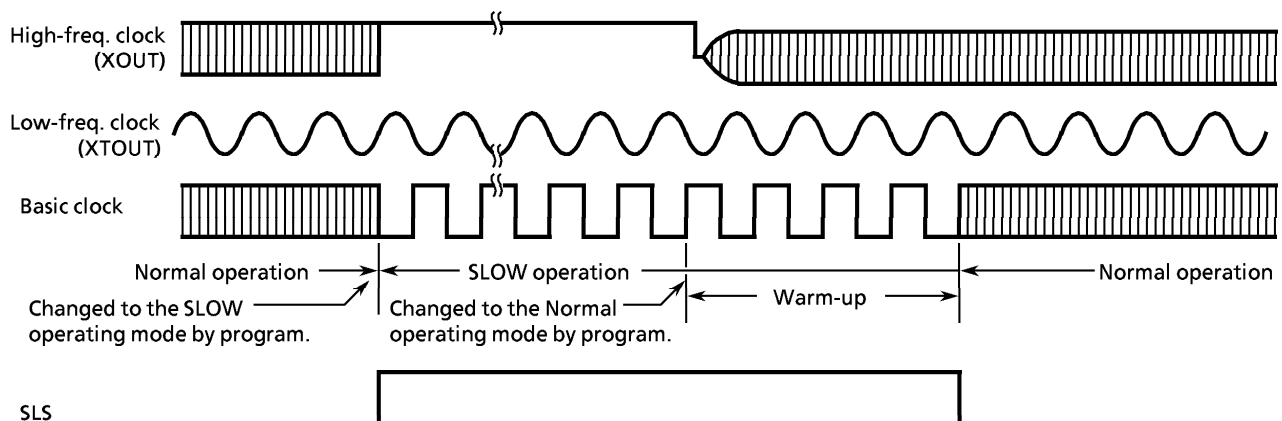 High-freq. clock
(XOUT)
Low-freq. clock
(XTOUT)
Basic clock
Normal operation
SLOW operation
Normal operation
Changed to the SLOW
operating mode by program.
Changed to the Normal
operating mode by program.
Warm-up
SLS